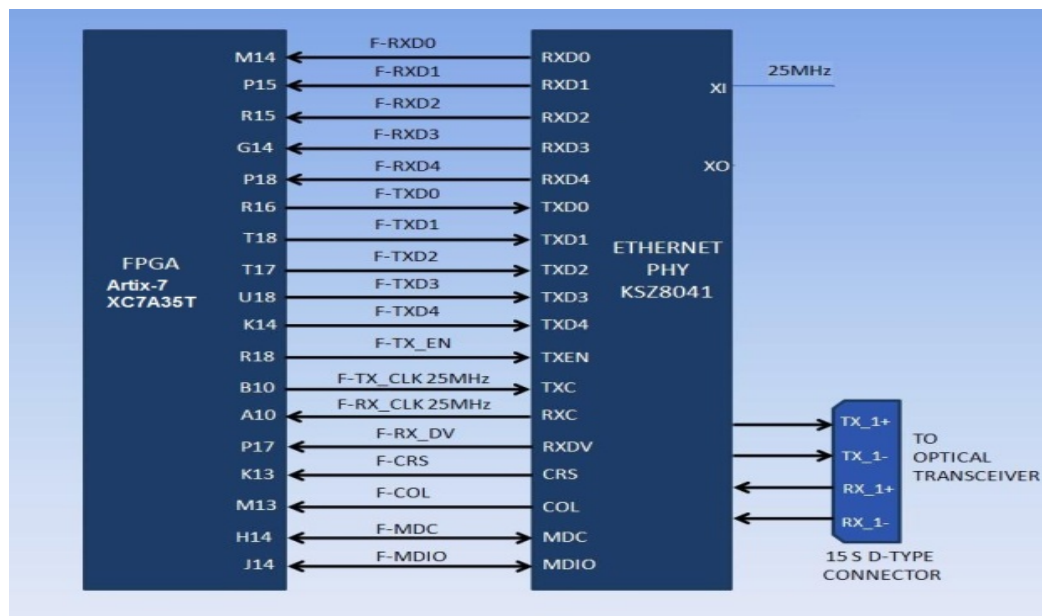 F-RXD0
M14
RXD0
F-RXD1
P15
RXD1
XI
25MHz
F-RXD2
R15
RXD2
F-RXD3
G14
RXD3
XO
F-RXD4
P18
RXD4
F-TXD0
R16
TXD0
F-TXD1
T18
TXD1
F-TXD2
T17
TXD2
F-TXD3
U18
TXD3
F-TXD4
K14
TXD4
F-TX_EN
R18
TXEN
F-TX_CLK 25MHz
B10
TXC
F-RX_CLK 25MHz
A10
RXC
F-RX_DV
P17
RXDV
F-CRS
K13
CRS
F-COL
M13
COL
F-MDC
H14
MDC
F-MDIO
J14
MDIO
FPGA
Artix-7
XC7A35T
ETHERNET
PHY
KSZ8041
TX_1+
TX_1-
RX_1+
RX_1-
TO
OPTICAL
TRANSCEIVER
15 S D-TYPE
CONNECTOR